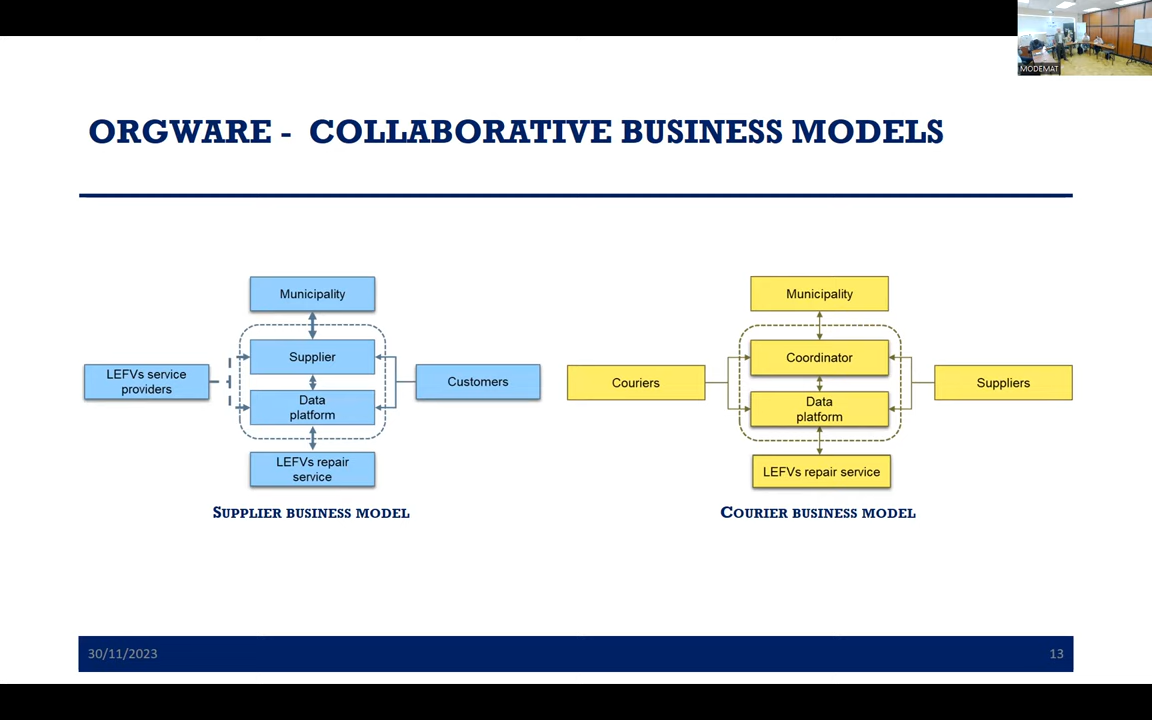 MODEMAT
ORGWARE - COLLABORATIVE BUSINESS MODELS
Municipality
Supplier
LEFVs service
providers
Customers
Data
platform
LEFVs repair
service
SUPPLIER BUSINESS MODEL
Municipality
Coordinator
Couriers
Suppliers
Data
platform
LEFVs repair service
COURIER BUSINESS MODEL
30/11/2023
13